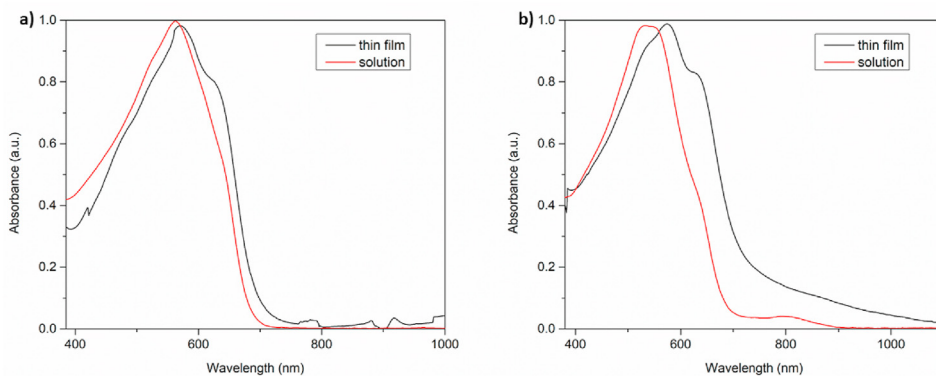 a)
1.0
0.8
0.6
0.4
0.2
0.0
Absorbance (a.u.)
thin film
solution
400 600 800 1000
Wavelength (nm)
b)
1.0
0.8
0.6
0.4
0.2
0.0
Absorbance (a.u.)
thin film
solution
400 600 800 1000
Wavelength (nm)